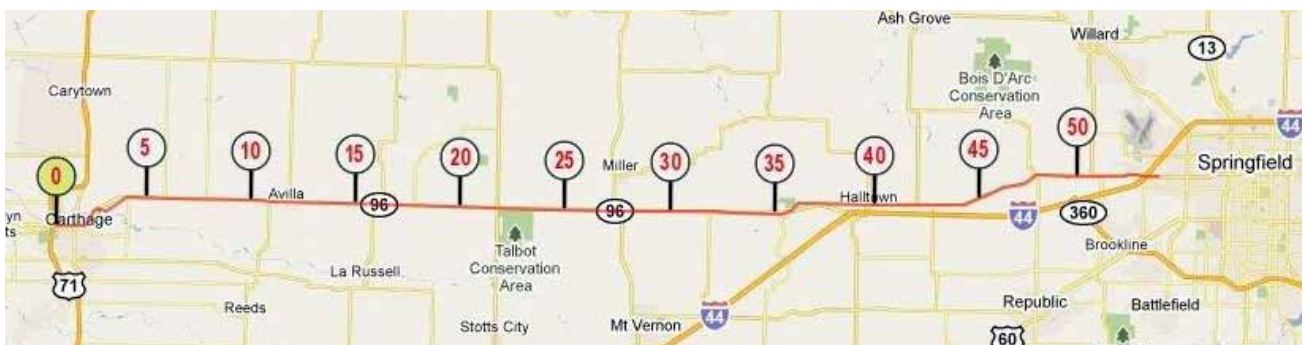 Ash Grove
Willard
13
Carytown
Bois D'Arc
Conservation
Area
44
5
10
15
20
25
30
35
40
45
50
0
Miller
Springfield
Avilla
96
96
Halltown
Carthage
44
360
Talbot
Conservation
Area
Brookline
La Russell
71
Reeds
Stotts City
Mt Vernon
44
Republic
Battlefield
60